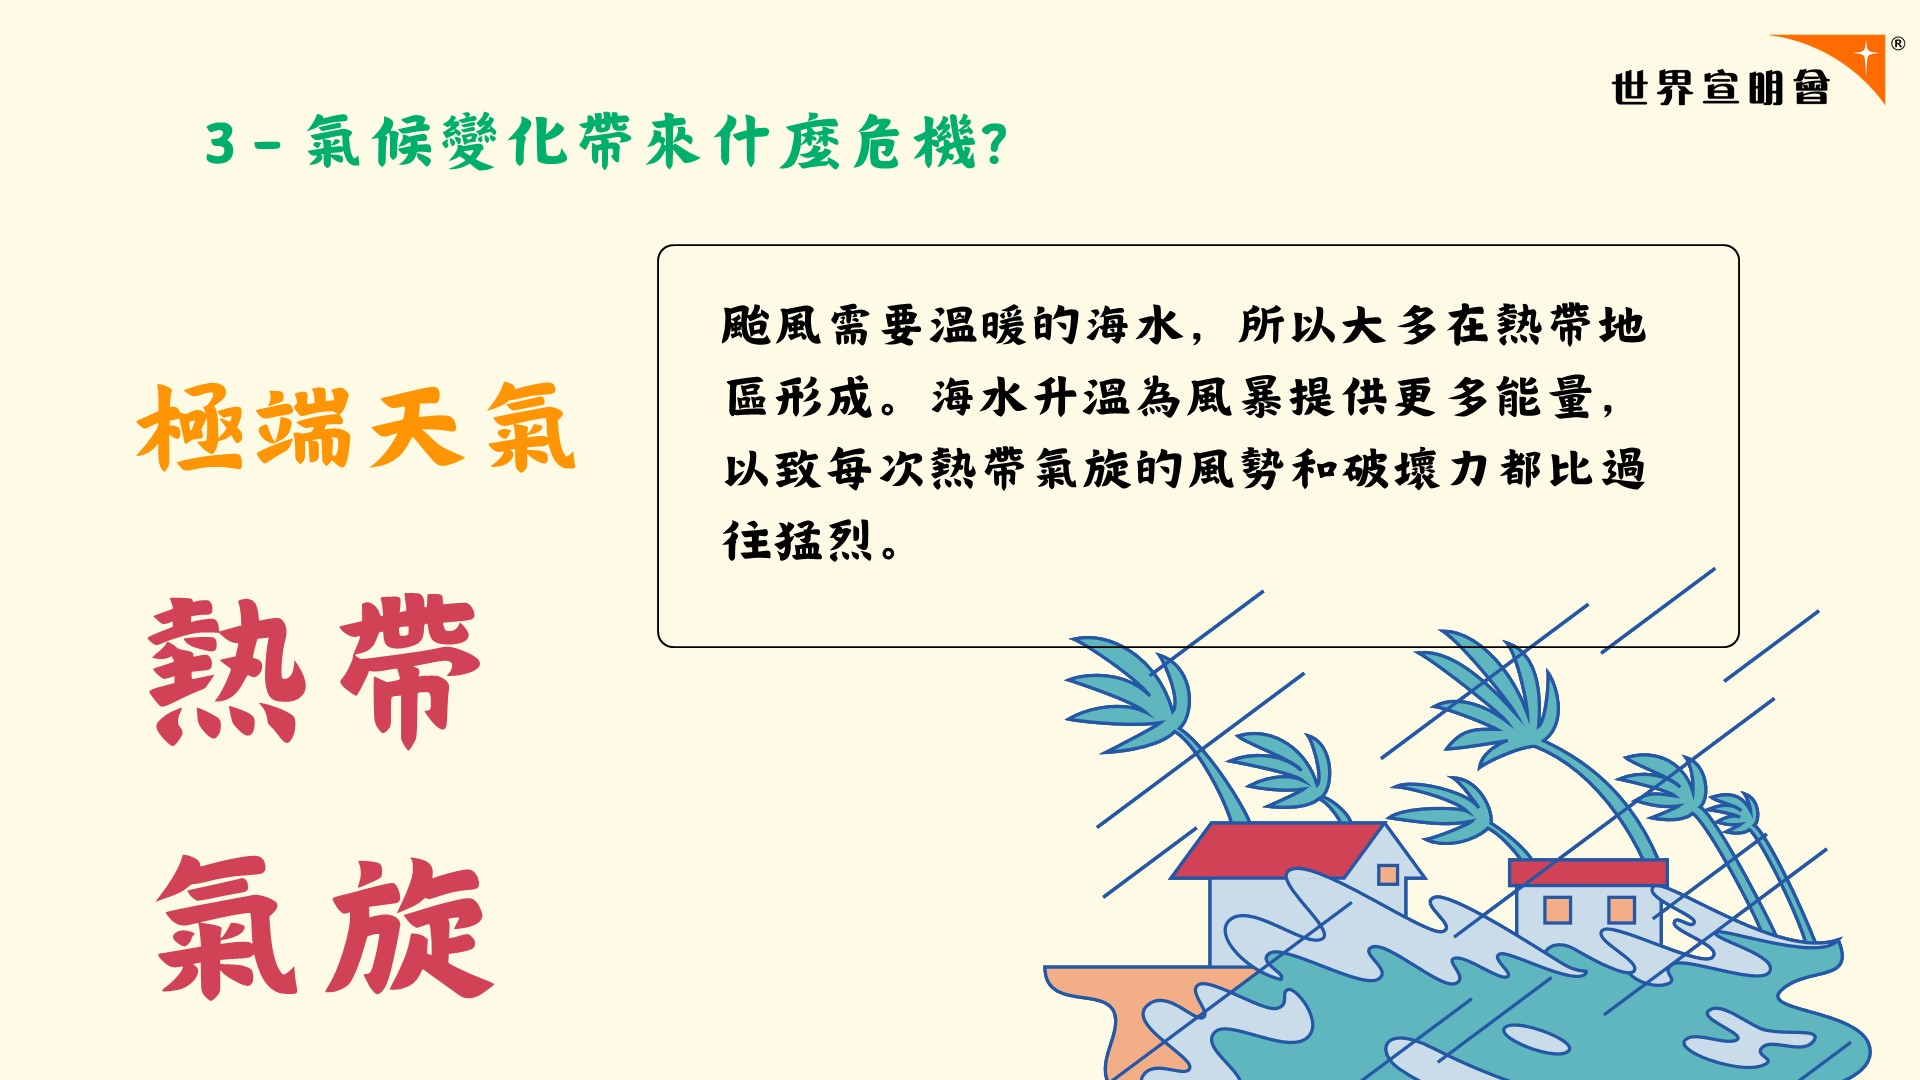 世界宣明會®
3 - 氣候變化帶來什麼危機?
極端天氣
熱帶
氣旋
颱風需要溫暖的海水，所以大多在熱帶地
區形成。海水升溫為風暴提供更多能量，
以致每次熱帶氣旋的風勢和破壞力都比過
往猛烈。